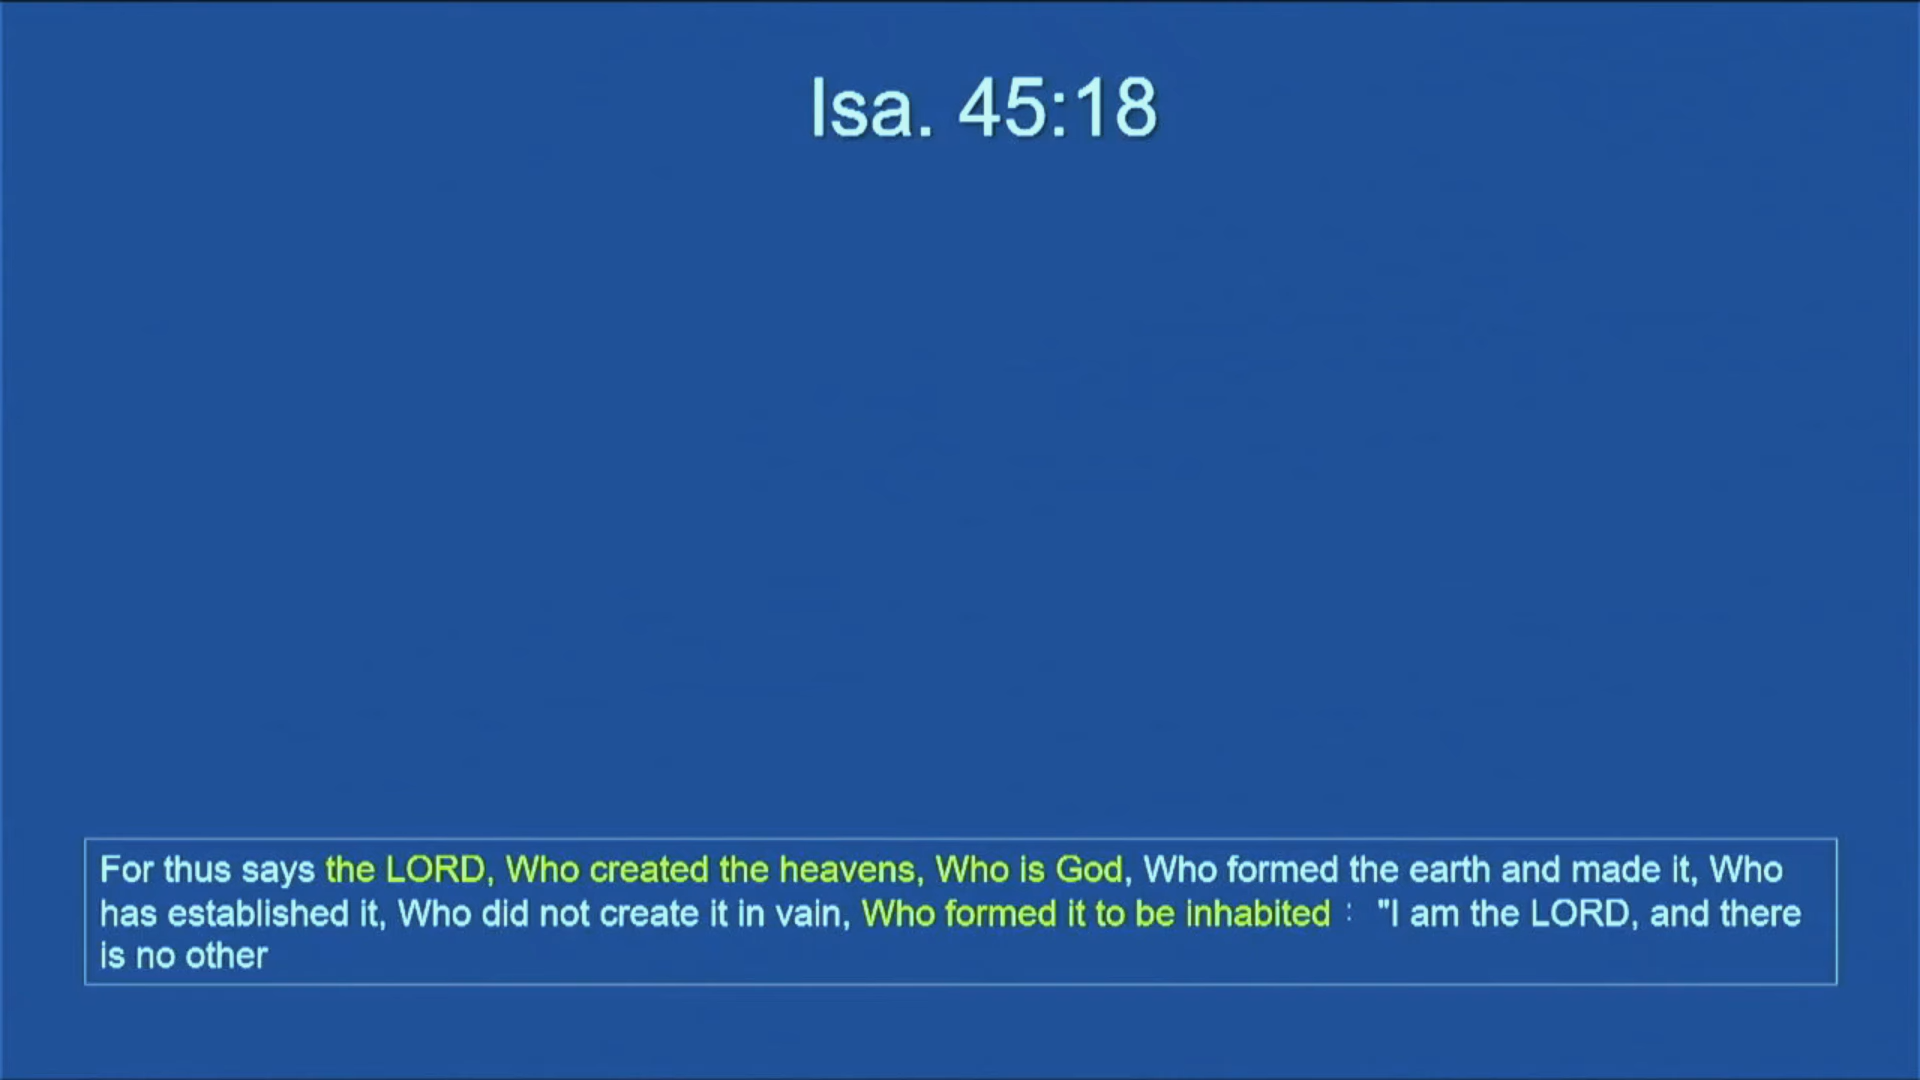 Isa. 45:18
For thus says the LORD, Who created the heavens, Who is God, Who formed the earth and made it, Who
has established it, Who did not create it in vain, Who formed it to be inhabited : "I am the LORD, and there
is no other